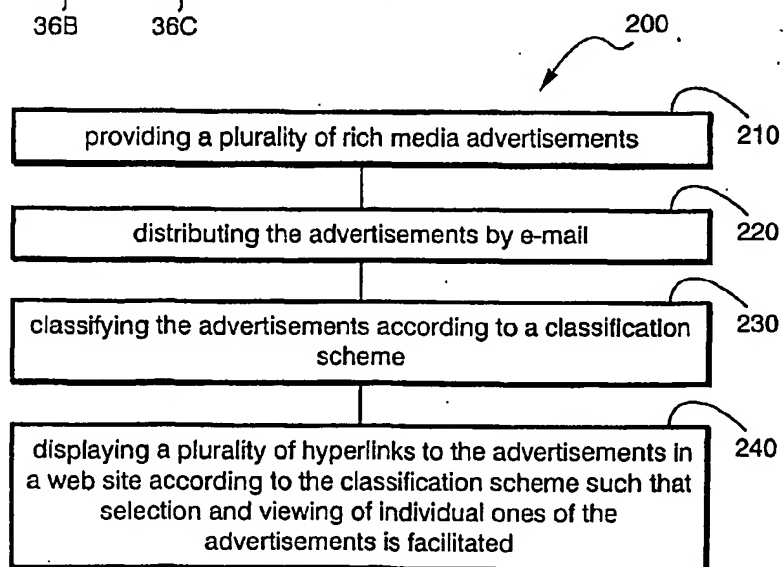 36B 36C
200
providing a plurality of rich media advertisements 210
distributing the advertisements by e-mail 220
classifying the advertisements according to a classification
scheme
230
displaying a plurality of hyperlinks to the advertisements in
a web site according to the classification scheme such that
selection and viewing of individual ones of the
advertisements is facilitated
240